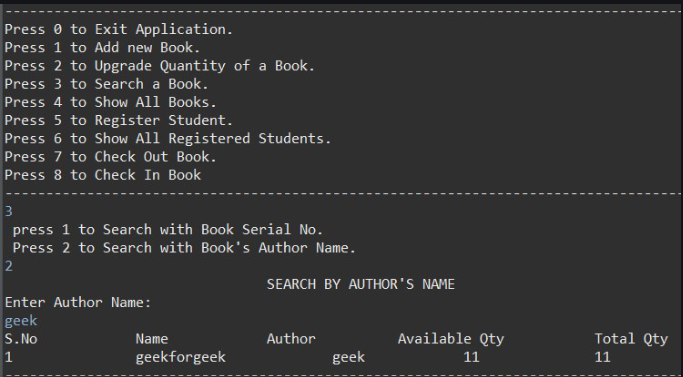 --------------------------------------------------------------------------------
Press 0 to Exit Application.
Press 1 to Add new Book.
Press 2 to Upgrade Quantity of a Book.
Press 3 to Search a Book.
Press 4 to Show All Books.
Press 5 to Register Student.
Press 6 to Show All Registered Students.
Press 7 to Check Out Book.
Press 8 to Check In Book
--------------------------------------------------------------------------------
3
press 1 to Search with Book Serial No.
Press 2 to Search with Book's Author Name.
2
SEARCH BY AUTHOR'S NAME
Enter Author Name:
geek
S.No Name Author Available Qty Total Qty
1 geekforgeek geek 11 11
--------------------------------------------------------------------------------